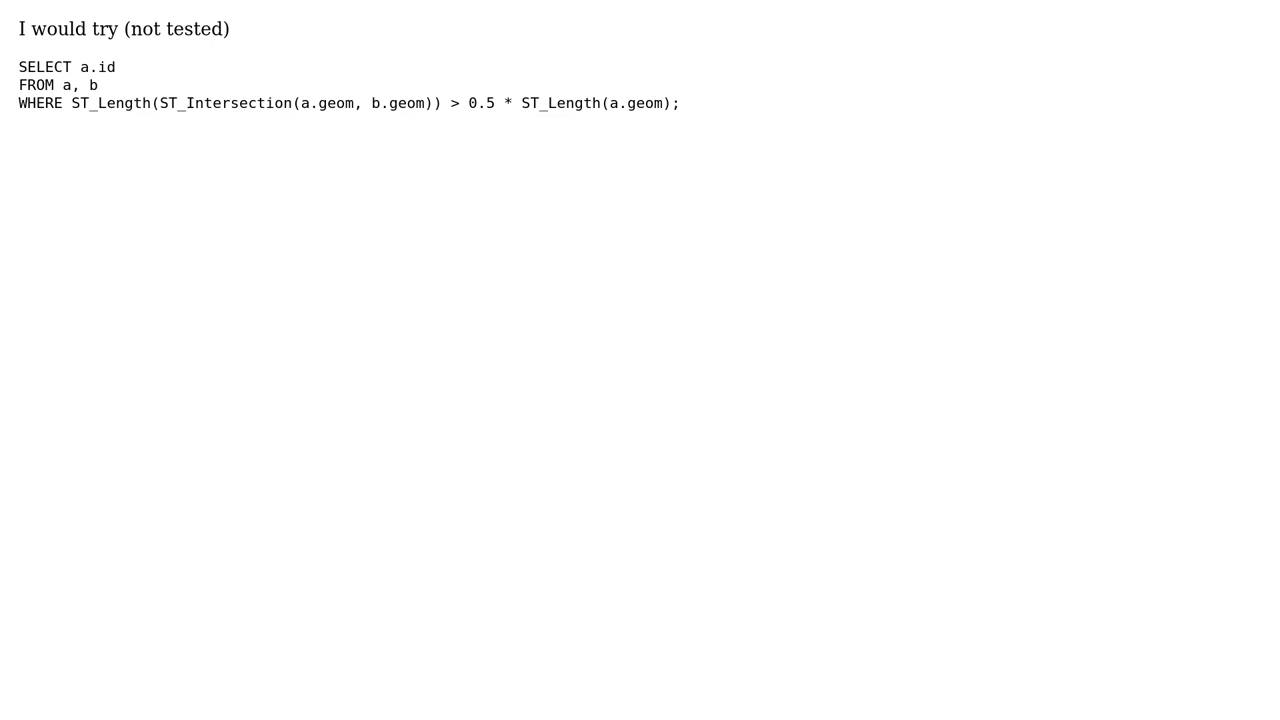 I would try (not tested)
SELECT a.id
FROM a, b
WHERE ST_Length(ST_Intersection(a.geom, b.geom)) > 0.5 * ST_Length(a.geom);